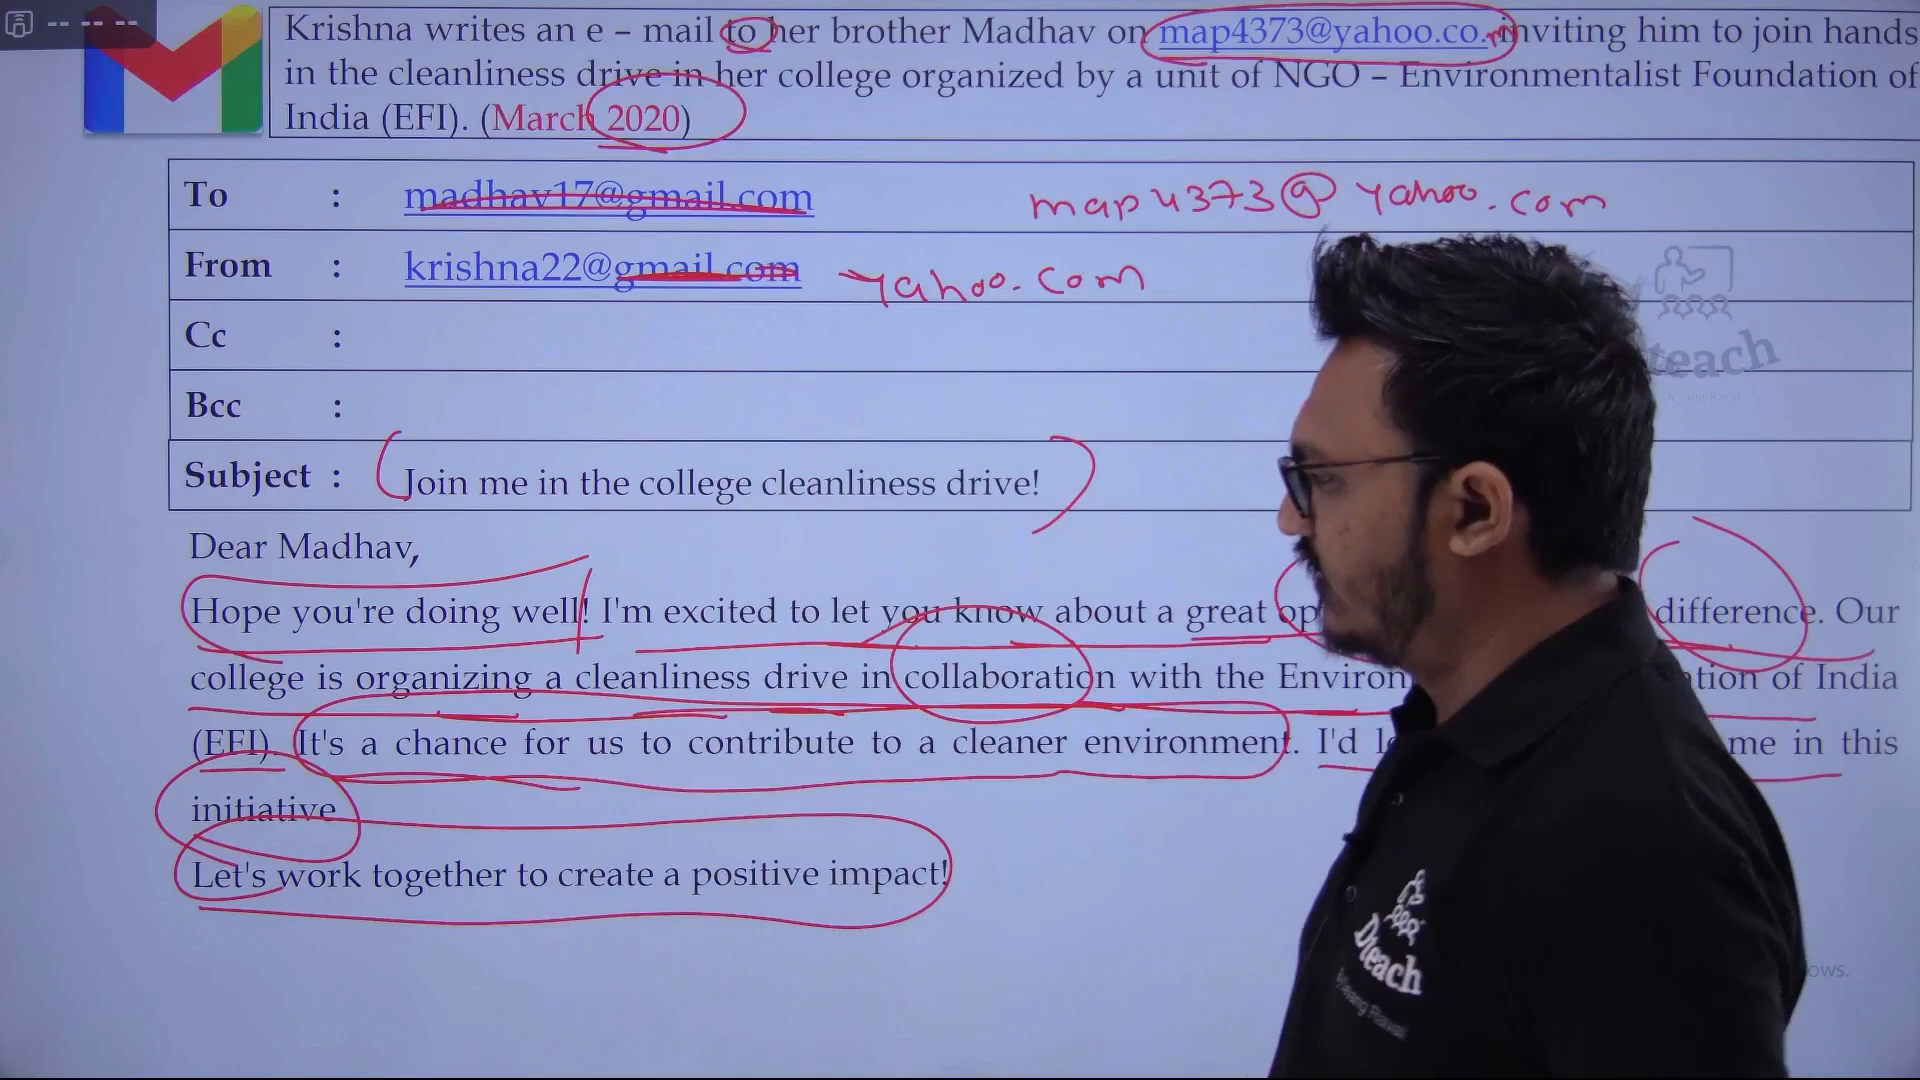 Krishna writes an e – mail to her brother Madhav on map4373@yahoo.co.m inviting him to join hands
in the cleanliness drive in her college organized by a unit of NGO – Environmentalist Foundation of
India (EFI). (March 2020)
To : madhav17@gmail.com map4373@yahoo.com
From : krishna22@gmail.com yahoo.com
Cc :
Bcc :
teach
Subject : Join me in the college cleanliness drive!
Dear Madhav,
Hope you're doing well! I'm excited to let you know about a great difference. Our
college is organizing a cleanliness drive in collaboration with the of India
(EFI). It's a chance for us to contribute to a cleaner environment. I'd me in this
initiative
Let's work together to create a positive impact!
Dteach